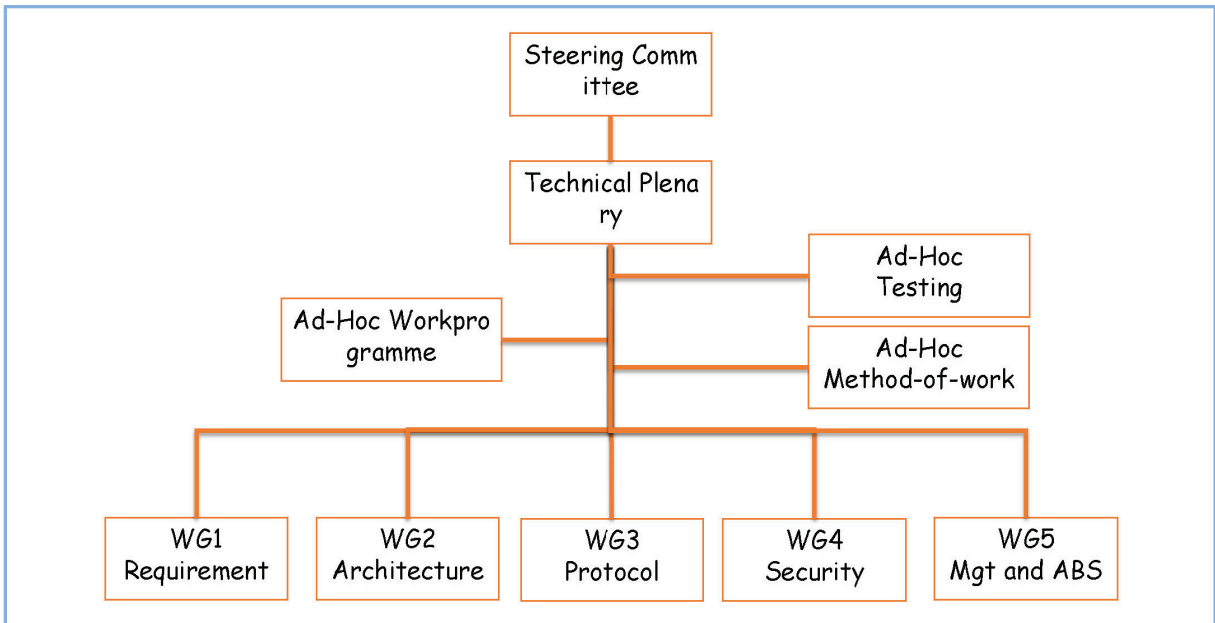 Steering Comm
ittee
Technical Plena
ry
Ad-Hoc
Testing
Ad-Hoc Workpro
gramme
Ad-Hoc
Method-of-work
WG1
Requirement
WG2
Architecture
WG3
Protocol
WG4
Security
WG5
Mgt and ABS